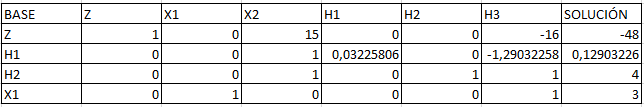 BASE Z X1 X2 H1 H2 H3 SOLUCIÓN
Z 1 0 15 0 0 -16 -48
H1 0 0 1 0,03225806 0 -1,29032258 0,12903226
H2 0 0 1 0 1 1 4
X1 0 1 0 0 0 1 3